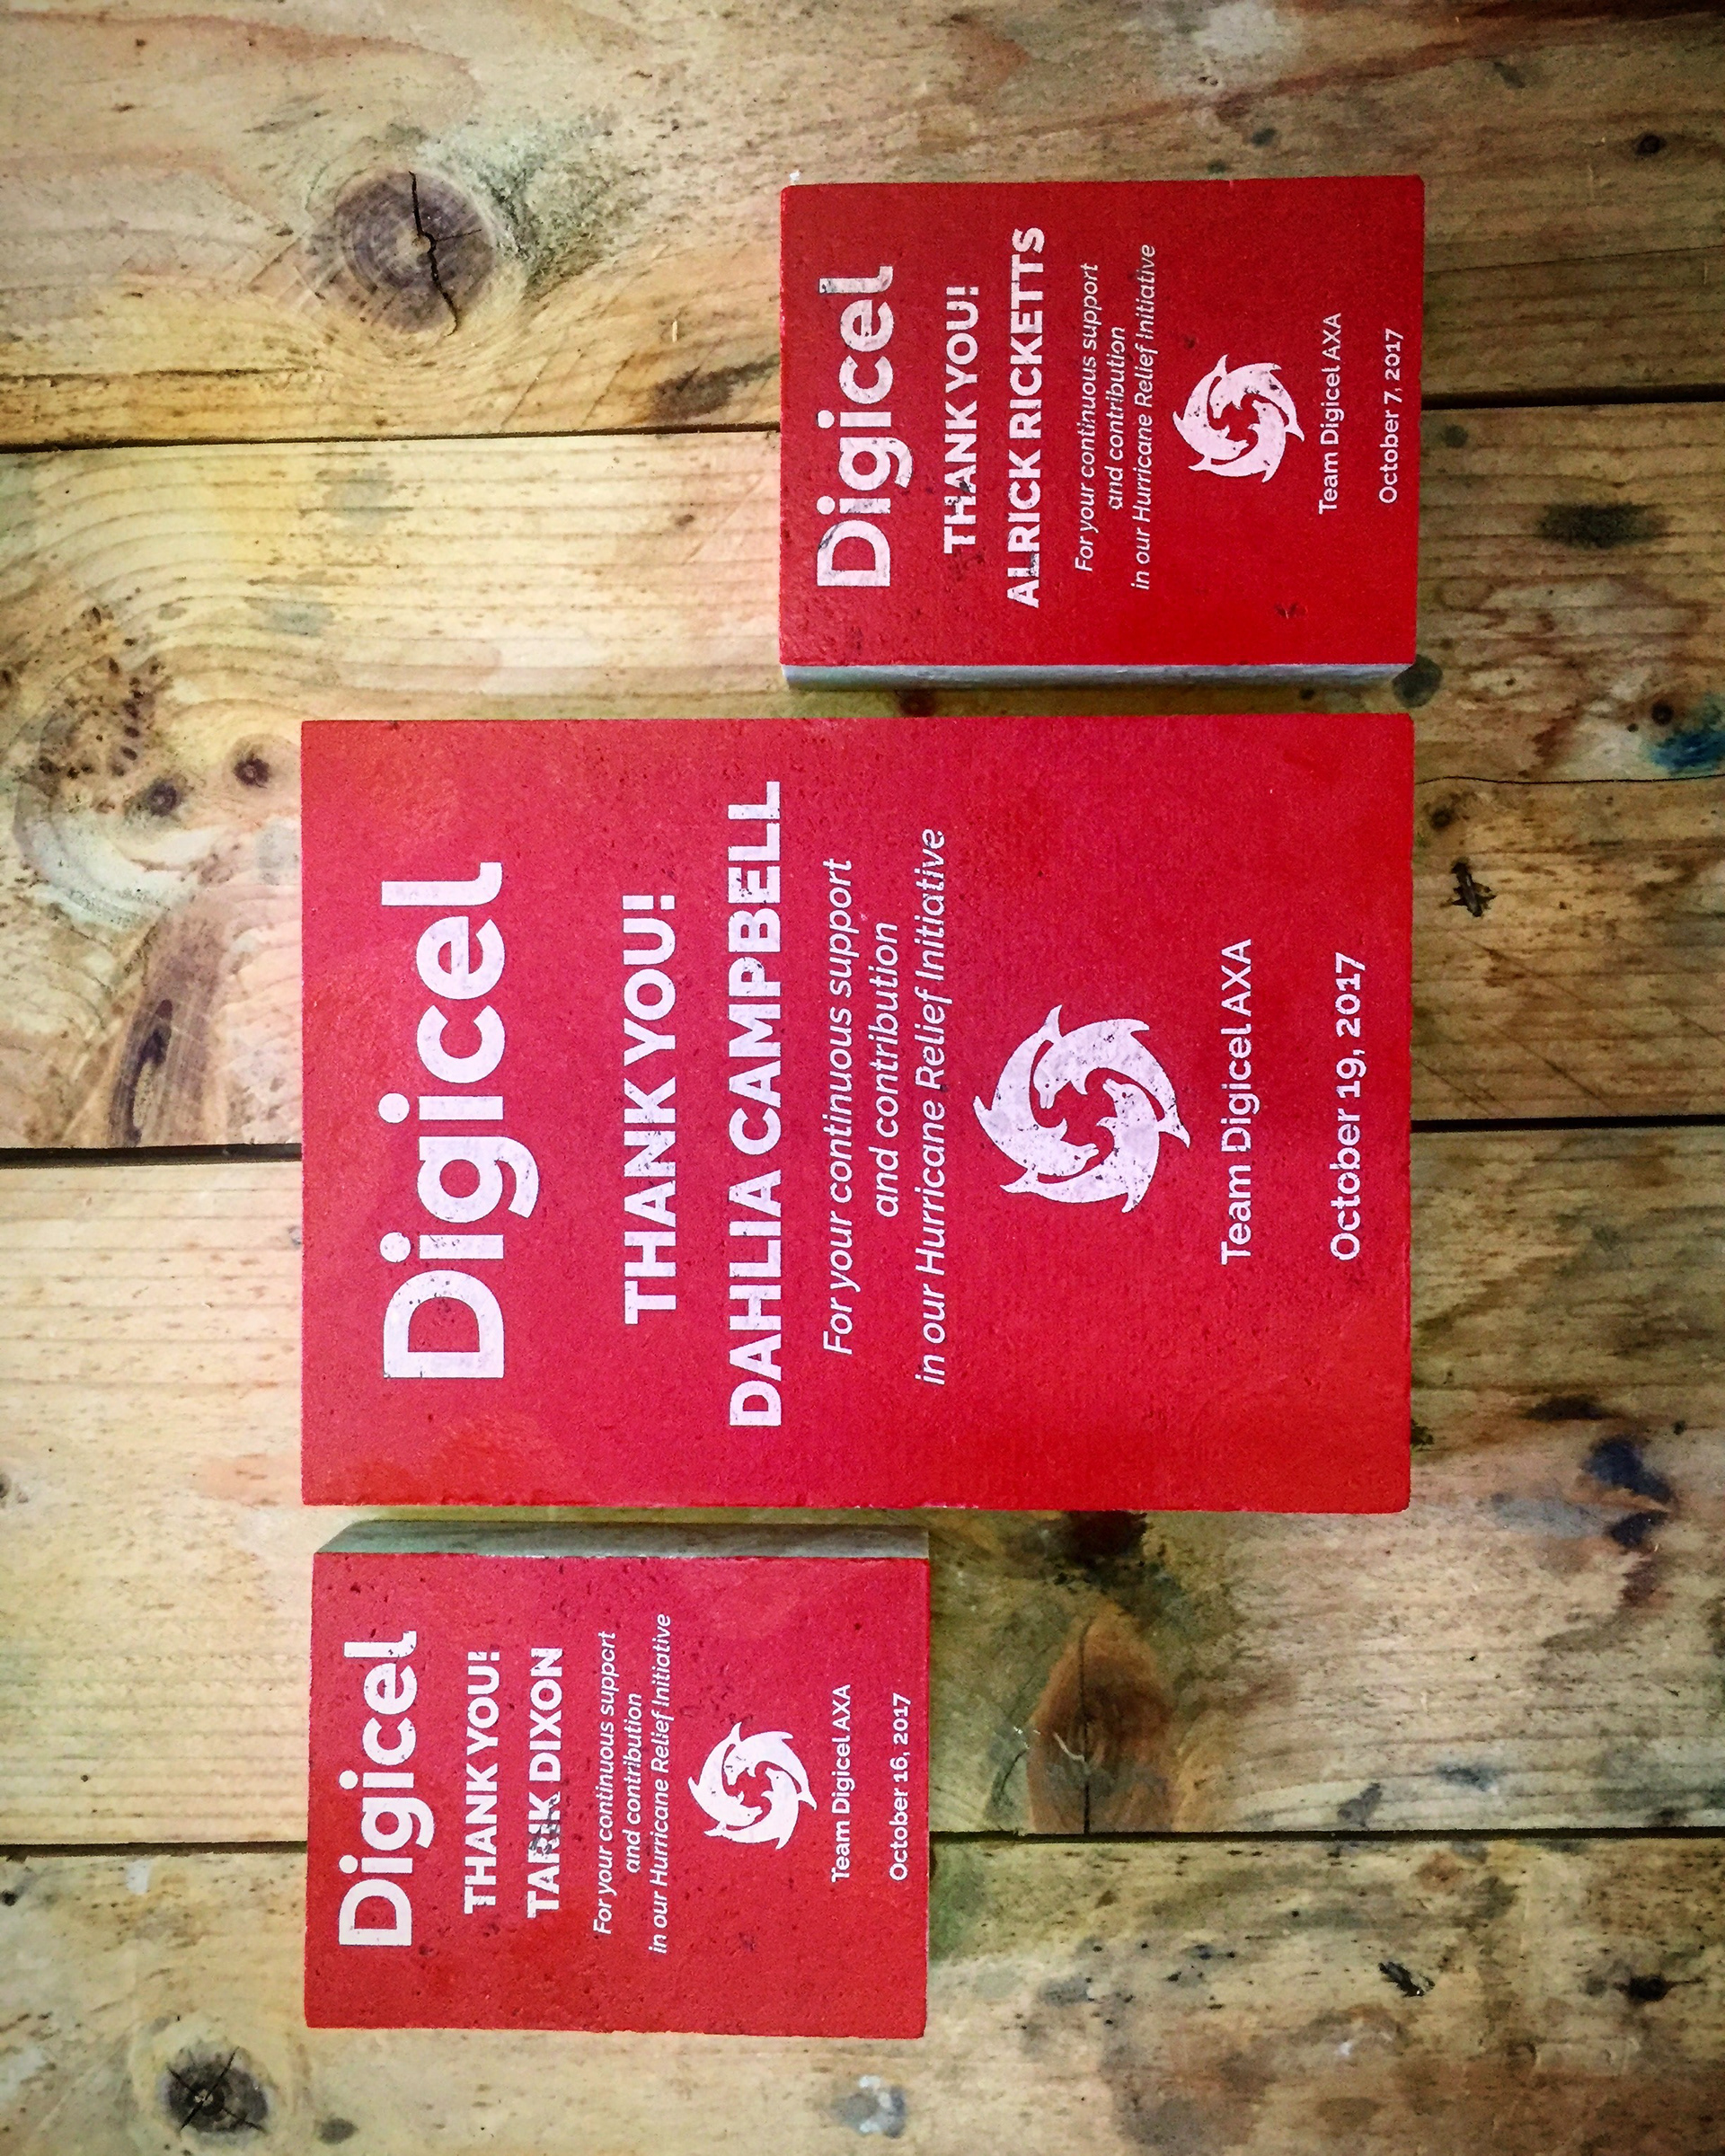 Digicel
THANK YOU!
TARIK DIXON
For your continuous support
and contribution
in our Hurricane Relief Initiative
Team Digicel AXA
October 16, 2017
Digicel
THANK YOU!
DAHLIA CAMPBELL
For your continuous support
and contribution
in our Hurricane Relief Initiative
Team Digicel AXA
October 19, 2017
Digicel
THANK YOU!
ALRICK RICKETTS
For your continuous support
and contribution
in our Hurricane Relief Initiative
Team Digicel AXA
October 7, 2017